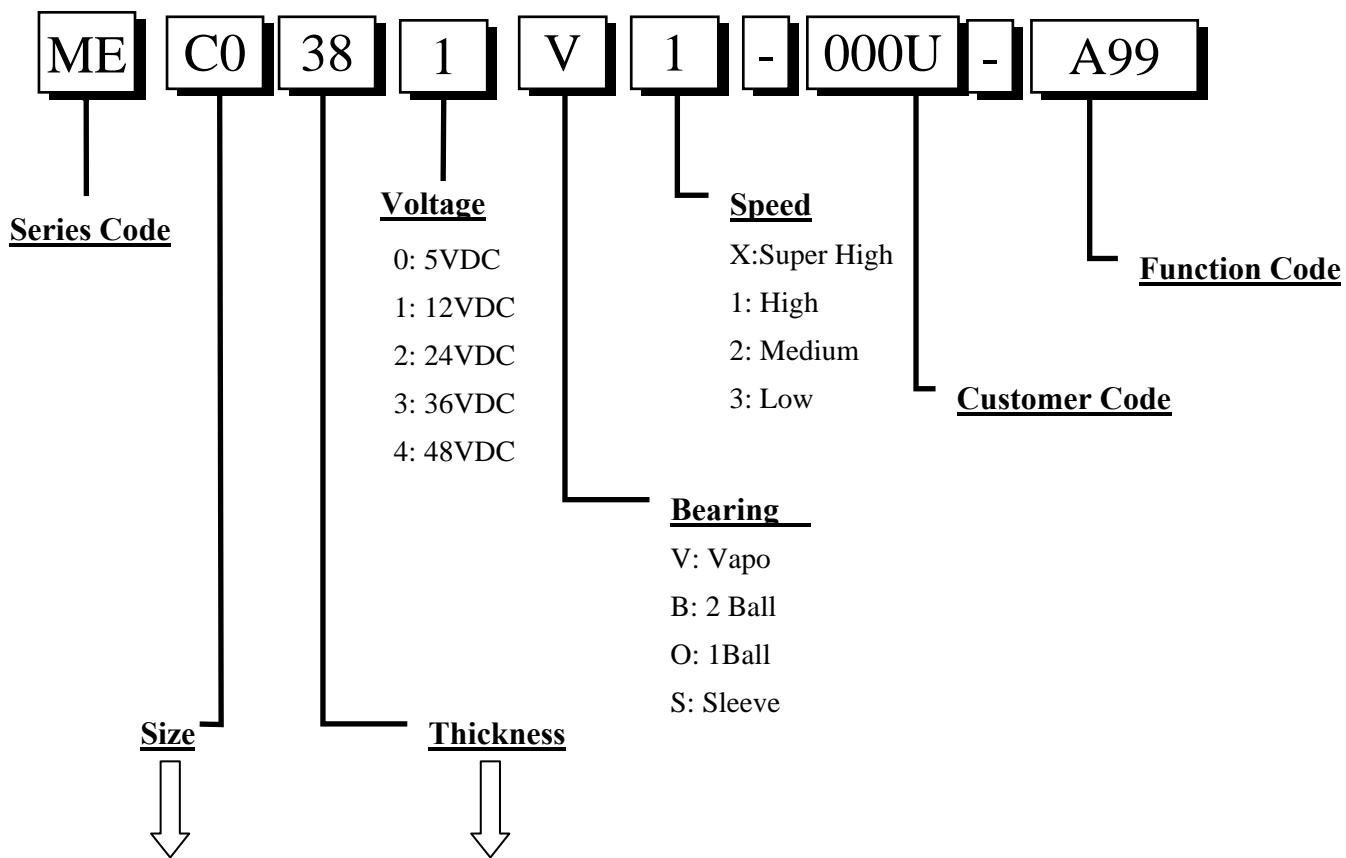 ME C0 38 1 V 1 - 000U - A99
Series Code
Voltage
0: 5VDC
1: 12VDC
2: 24VDC
3: 36VDC
4: 48VDC
Speed
X:Super High
1: High
2: Medium
3: Low
Function Code
Customer Code
Bearing
V: Vapo
B: 2 Ball
O: 1Ball
S: Sleeve
Size
Thickness